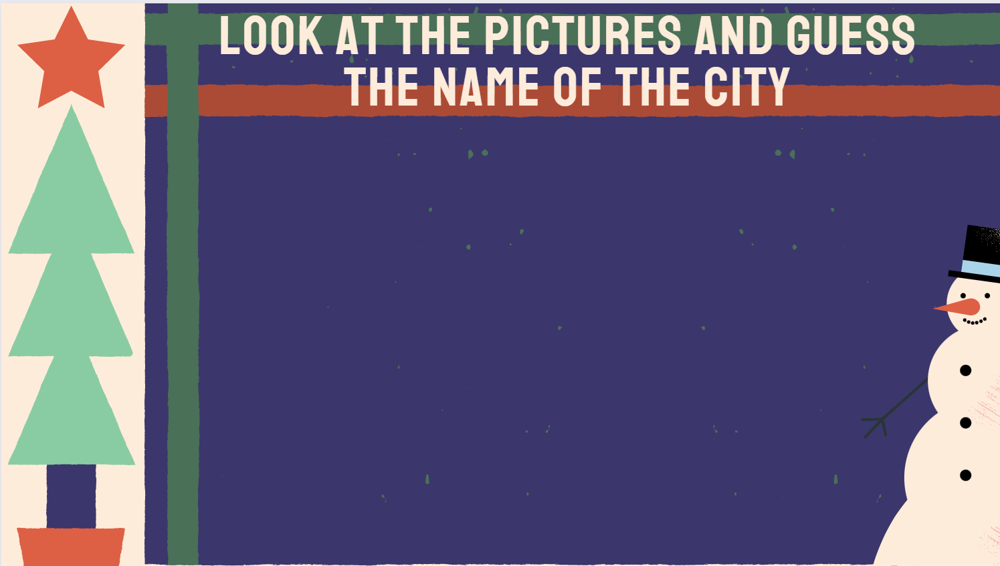 LOOK AT THE PICTURES AND GUESS
THE NAME OF THE CITY